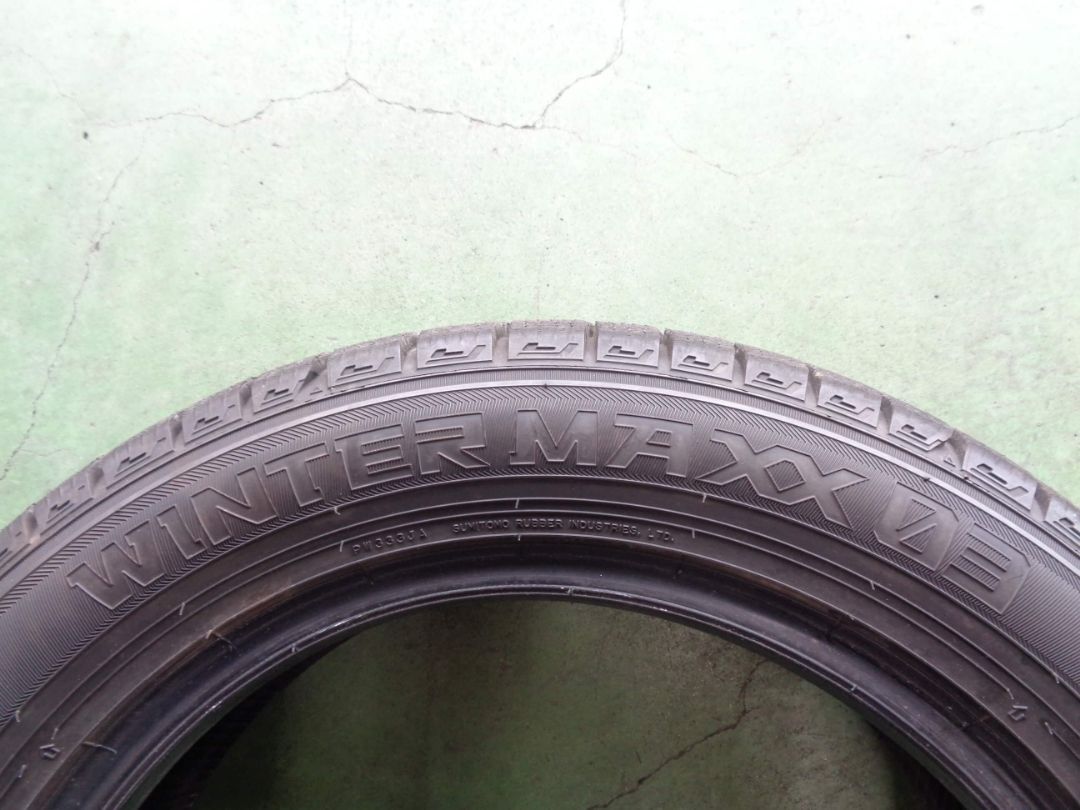 WINTER MAXX 03
SUMITOMO RUBBER INDUSTRIES, LTD.